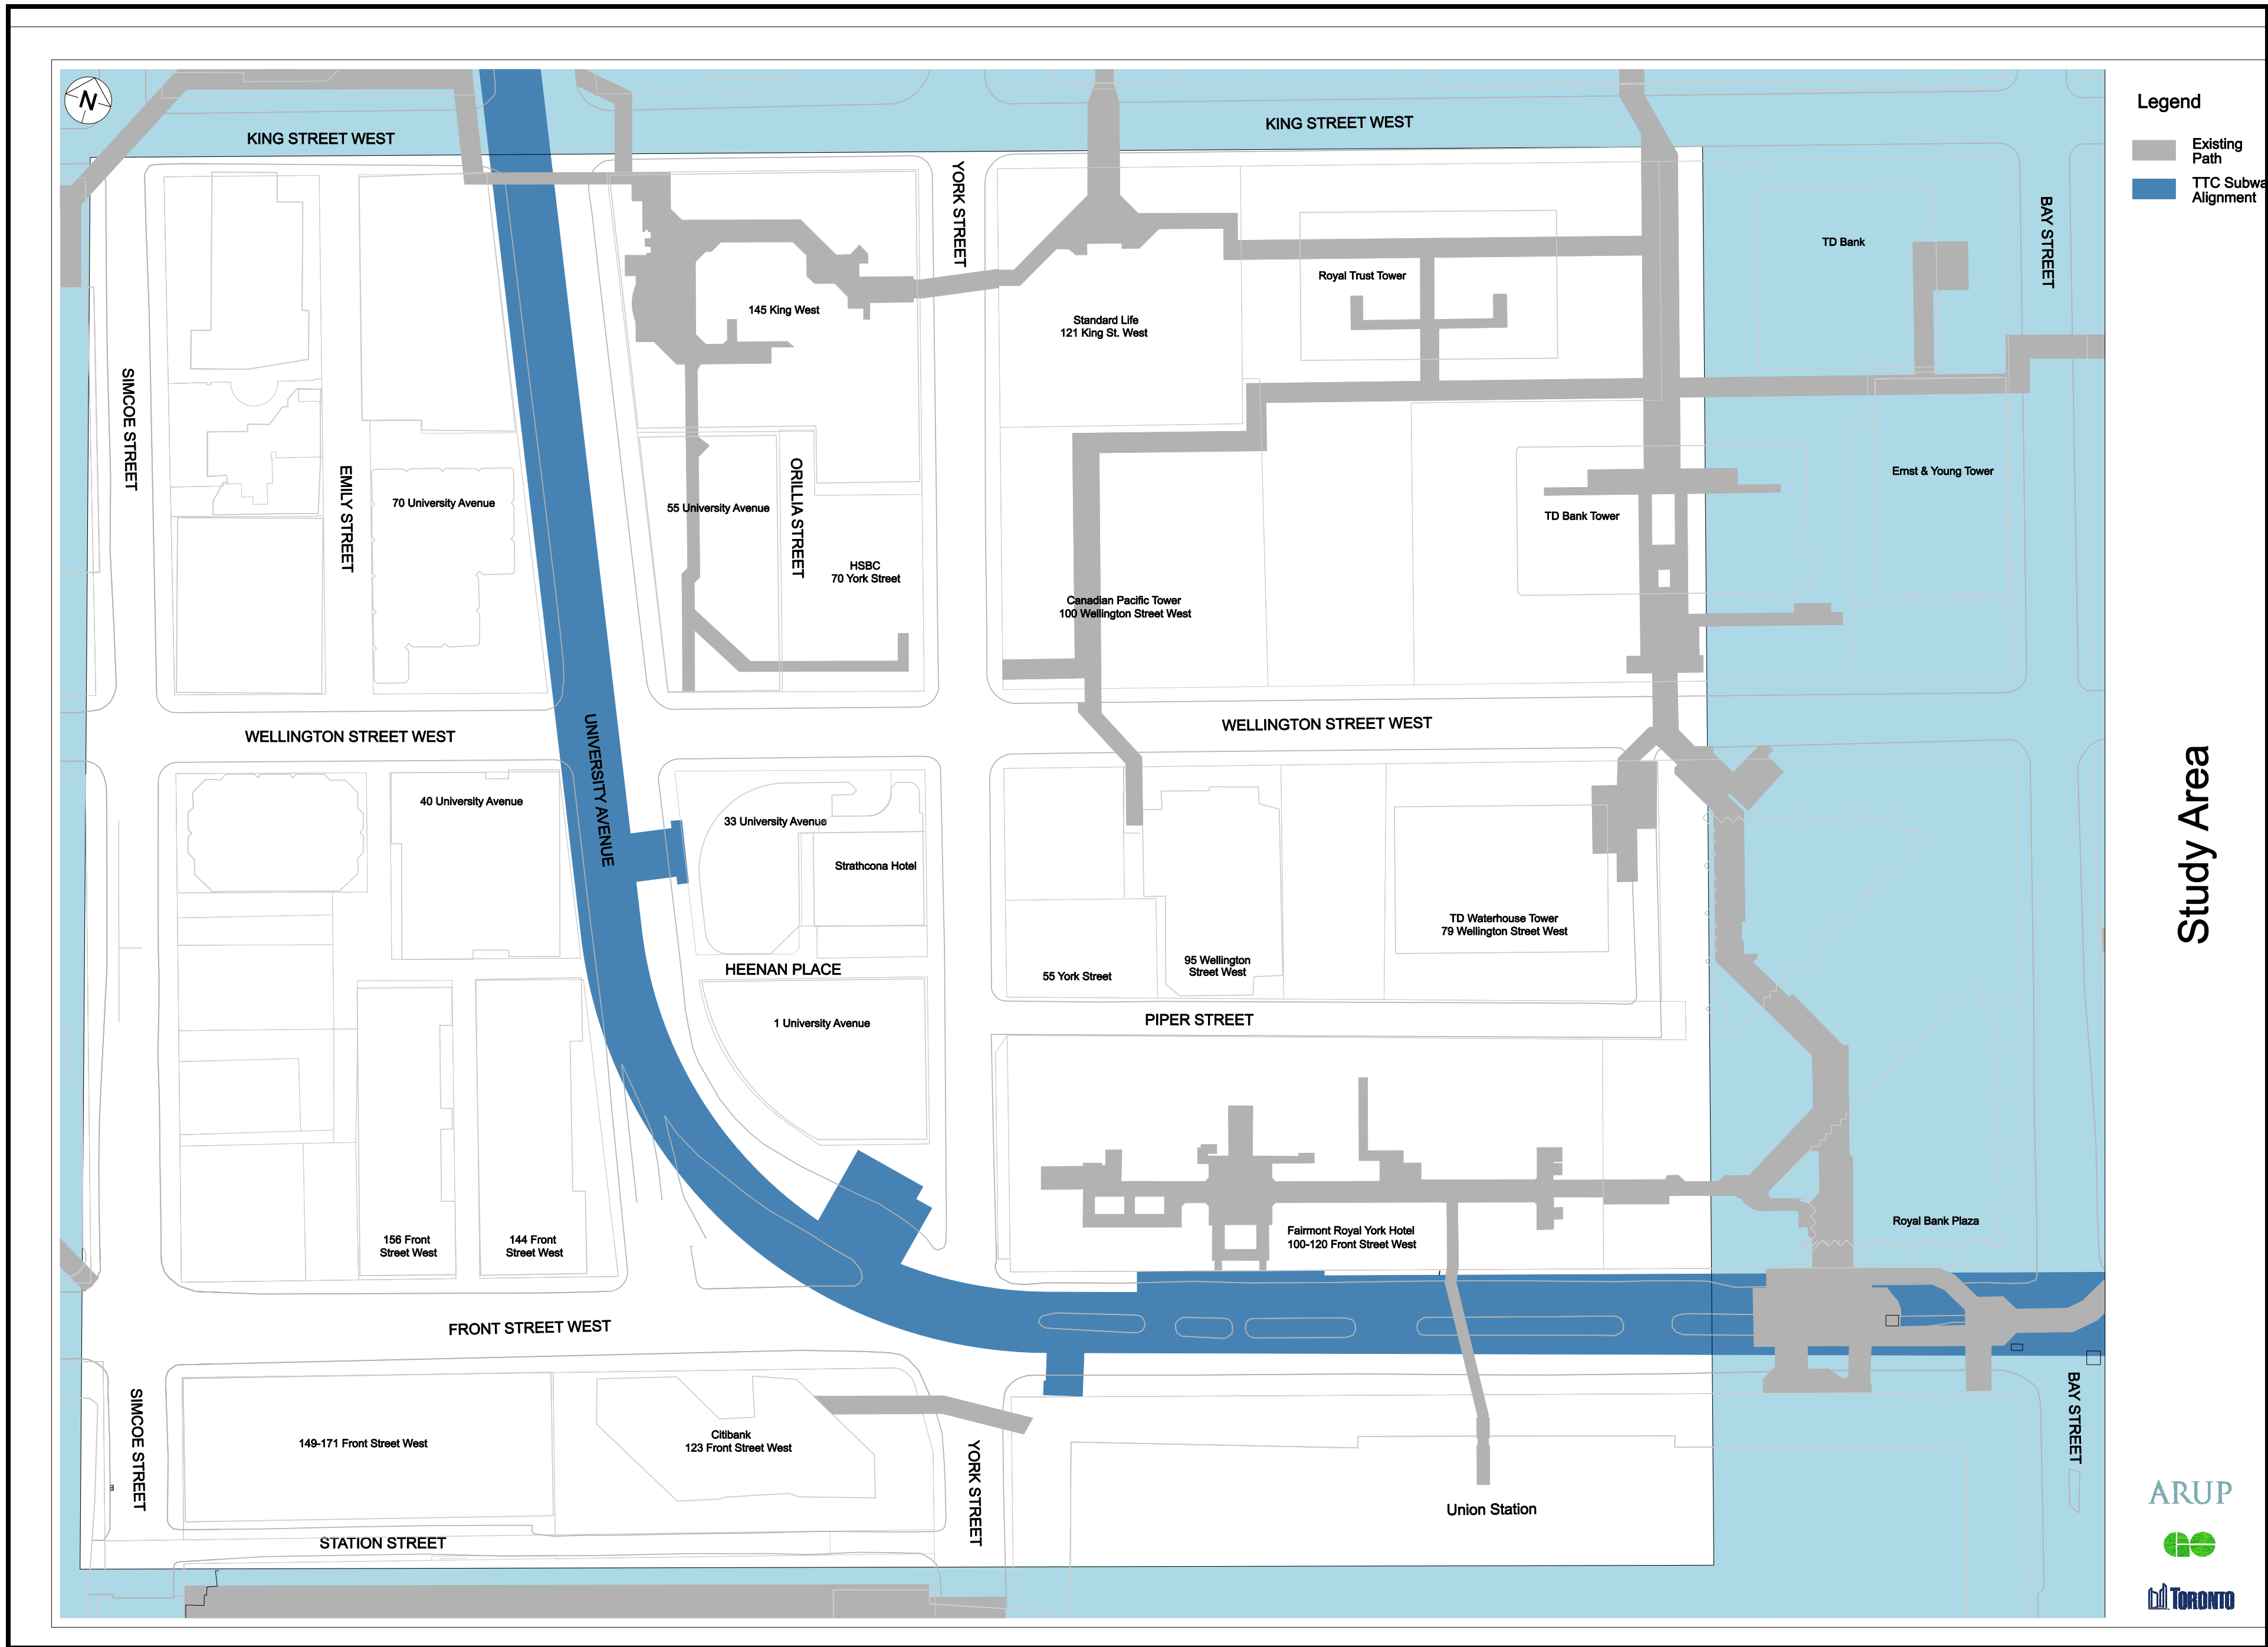 N
KING STREET WEST
KING STREET WEST
Legend
Existing
Path
TTC Subwa
Alignment
YORK STREET
BAY STREET
TD Bank
Royal Trust Tower
145 King West
Standard Life
121 King St. West
SIMCOE STREET
EMILY STREET
70 University Avenue
55 University Avenue
ORILLIA STREET
HSBC
70 York Street
Ernst & Young Tower
TD Bank Tower
Canadian Pacific Tower
100 Wellington Street West
UNIVERSITY AVENUE
WELLINGTON STREET WEST
WELLINGTON STREET WEST
40 University Avenue
33 University Avenue
Strathcona Hotel
TD Waterhouse Tower
79 Wellington Street West
Study Area
HEENAN PLACE
55 York Street
95 Wellington
Street West
1 University Avenue
PIPER STREET
156 Front
Street West
144 Front
Street West
Fairmont Royal York Hotel
100-120 Front Street West
Royal Bank Plaza
FRONT STREET WEST
SIMCOE STREET
149-171 Front Street West
Citibank
123 Front Street West
YORK STREET
BAY STREET
Union Station
STATION STREET
ARUP
GO
TORONTO